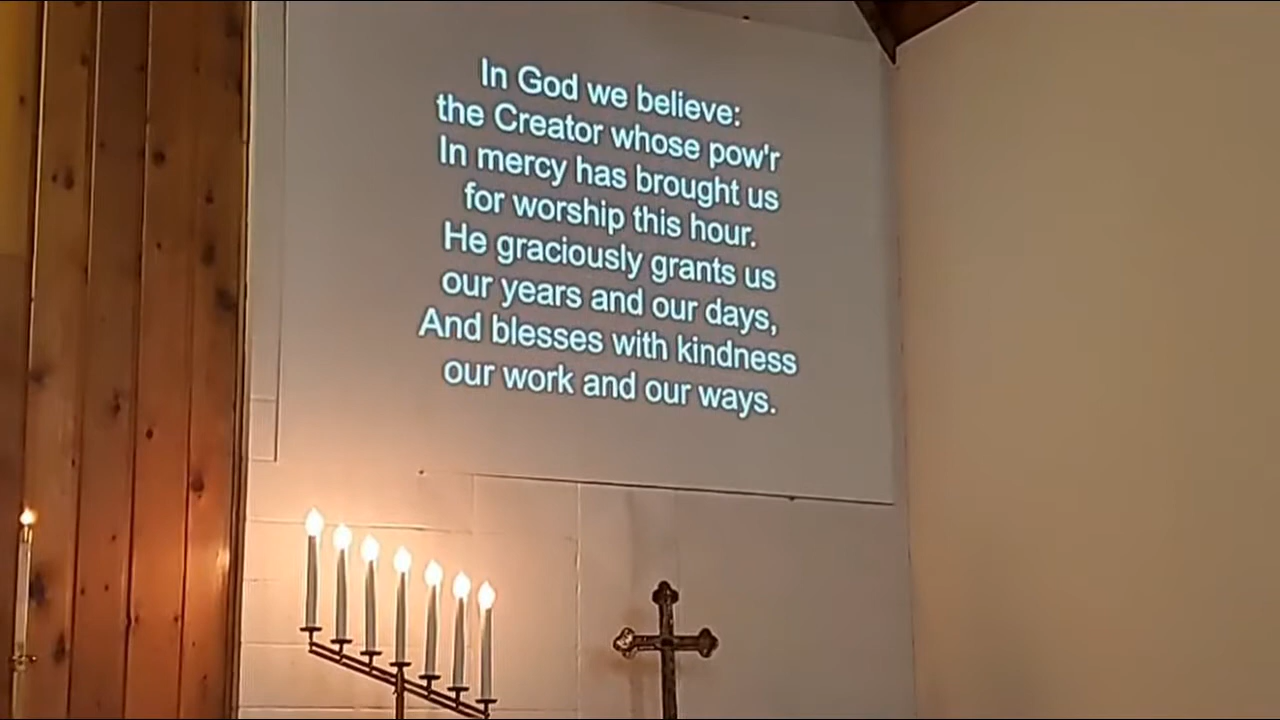 In God we believe:
the Creator whose pow'r
In mercy has brought us
for worship this hour.
He graciously grants us
our years and our days,
And blesses with kindness
our work and our ways.